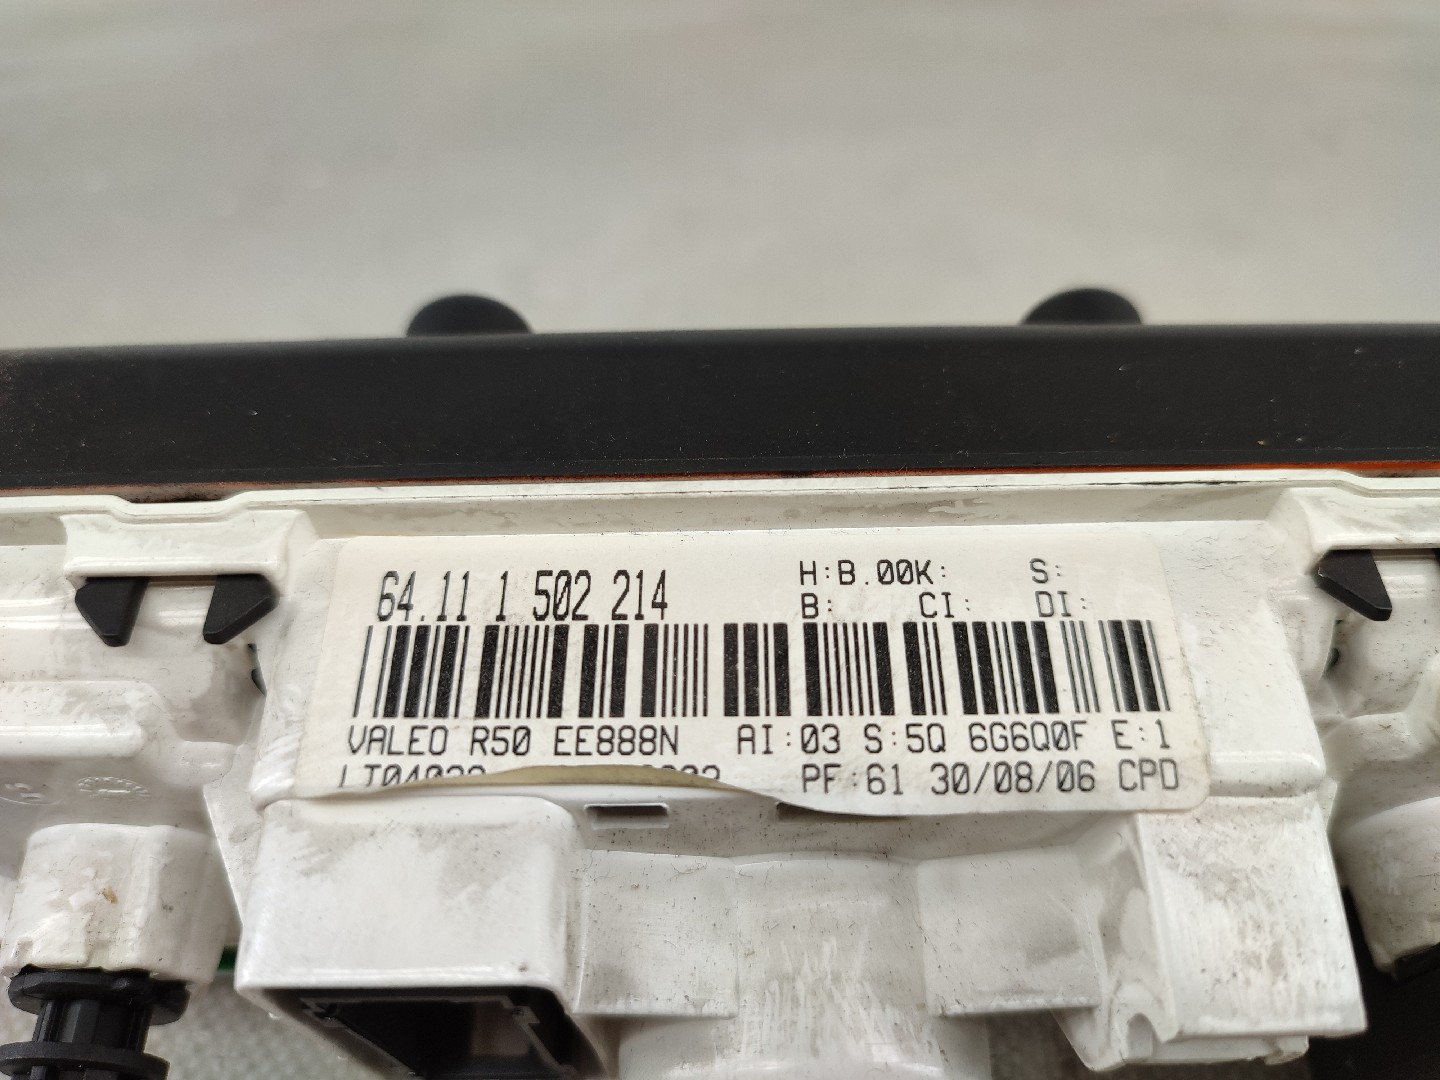 64.11 1 502 214
H:B.00K: S:
B: CI: DI:
VALEO R50 EE888N AI:03 S:5Q 6G6Q0F E:1
PF:61 30/08/06 CPD